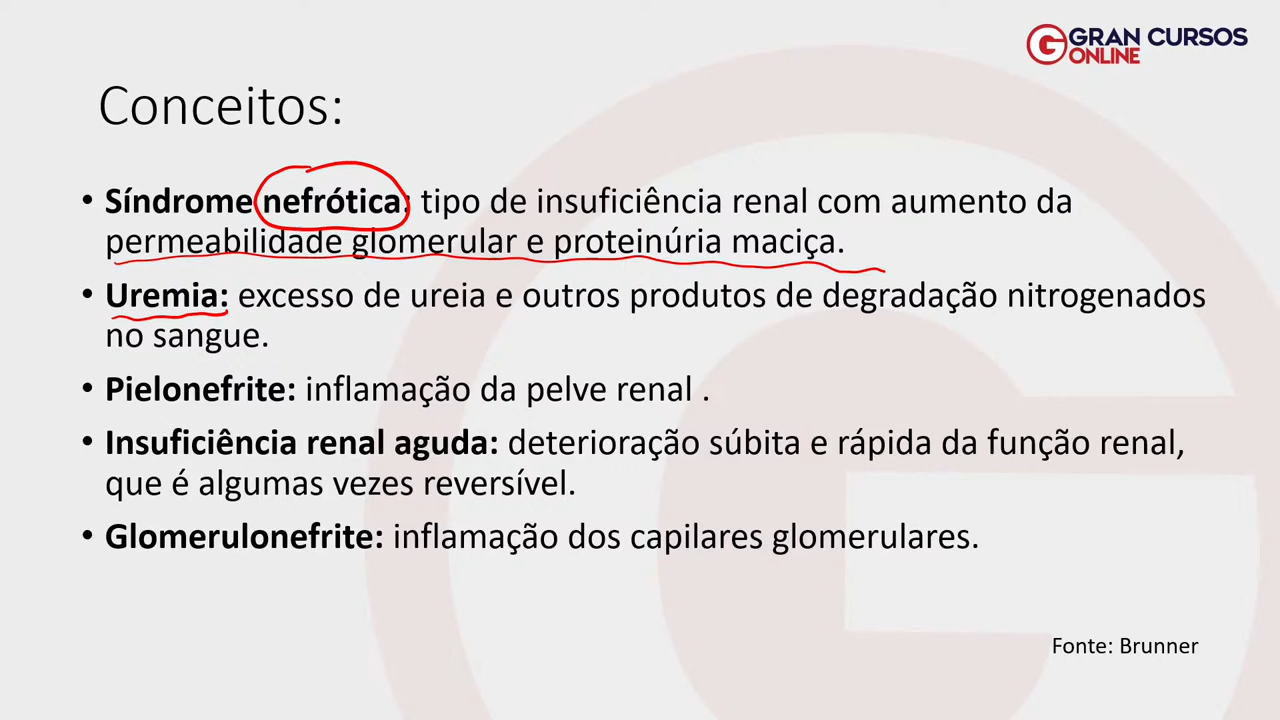 GRAN CURSOS
ONLINE
Conceitos:
• Síndrome nefrótica: tipo de insuficiência renal com aumento da
permeabilidade glomerular e proteinúria maciça.
• Uremia: excesso de ureia e outros produtos de degradação nitrogenados
no sangue.
• Pielonefrite: inflamação da pelve renal .
• Insuficiência renal aguda: deterioração súbita e rápida da função renal,
que é algumas vezes reversível.
• Glomerulonefrite: inflamação dos capilares glomerulares.
Fonte: Brunner